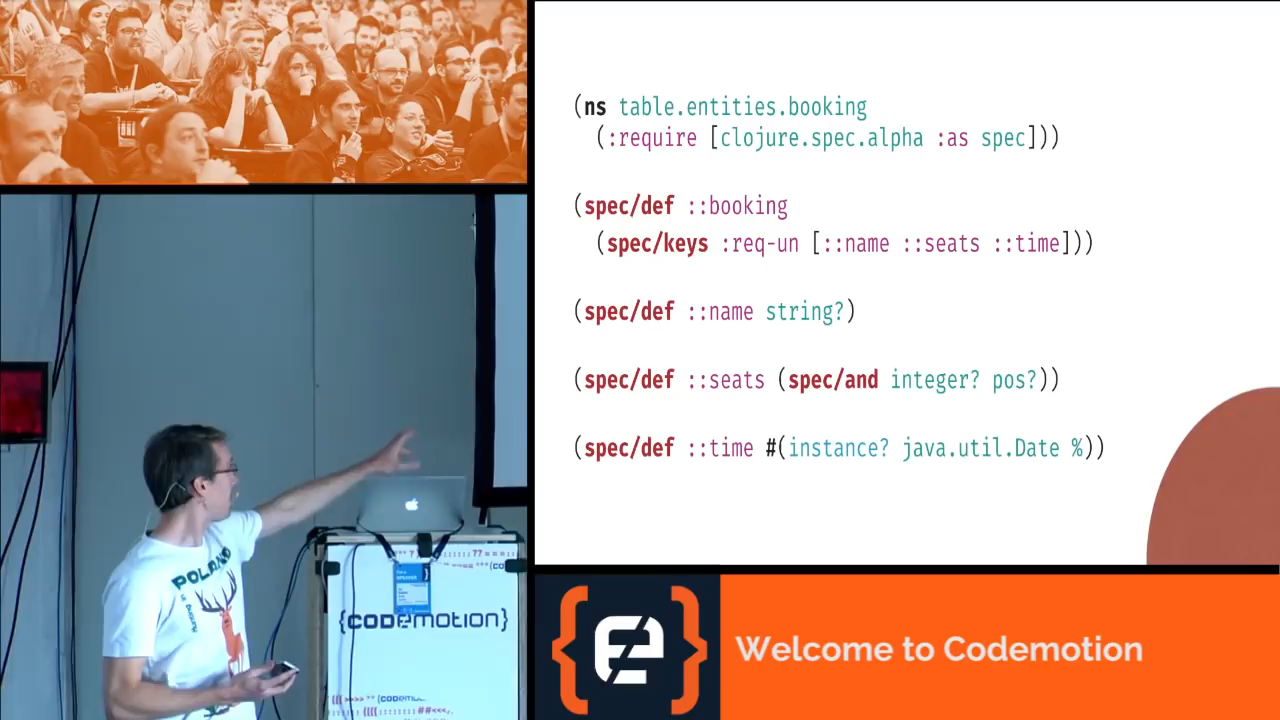 (ns table.entities.booking
(:require [clojure.spec.alpha :as spec]))
(spec/def ::booking
(spec/keys :req-un [::name ::seats ::time]))
(spec/def ::name string?)
(spec/def ::seats (spec/and integer? pos?))
(spec/def ::time #(instance? java.util.Date %))
POLAND
{CODEMOTION}
Welcome to Codemotion